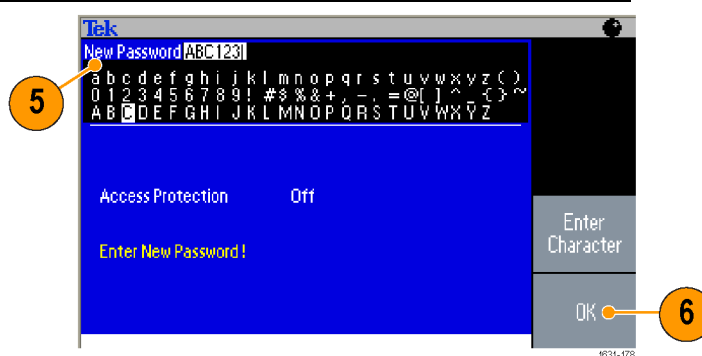 Tek
New Password ABC123
a b c d e f g h i j k l m n o p q r s t u v w x y z ( )
0 1 2 3 4 5 6 7 8 9 ! # $ % & + , - . = @ [ ] ^ _ { } ~
A B C D E F G H I J K L M N O P Q R S T U V W X Y Z
5
Access Protection Off
Enter New Password !
Enter
Character
OK
6
1631-178